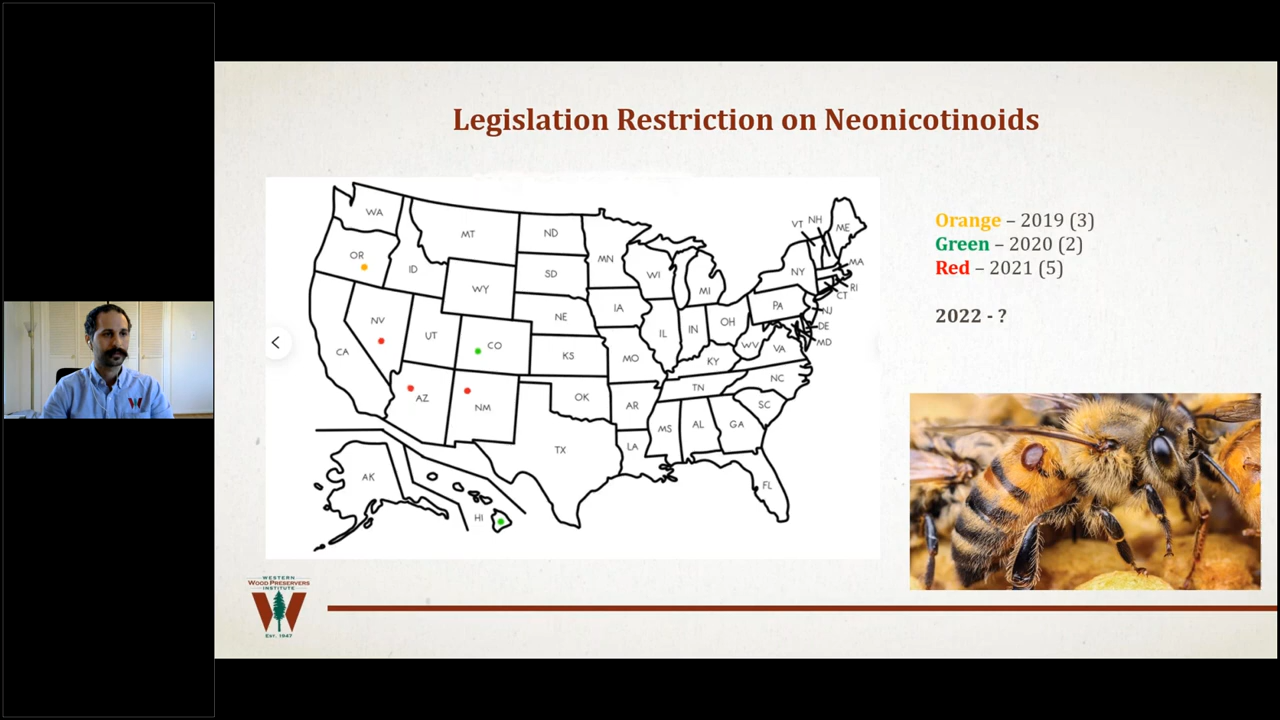 Legislation Restriction on Neonicotinoids
WA
MT
ND
MN
VT
NH
ME
OR
ID
SD
WI
MI
NY
MA
WY
IA
PA
CT
RI
NV
UT
CO
NE
IL
IN
OH
NJ
DE
MD
CA
KS
MO
KY
WV
VA
AZ
NM
OK
AR
TN
NC
SC
TX
LA
MS
AL
GA
FL
AK
HI
Orange – 2019 (3)
Green – 2020 (2)
Red – 2021 (5)
2022 - ?
WESTERN
WOOD PRESERVERS
INSTITUTE
W
EST. 1947